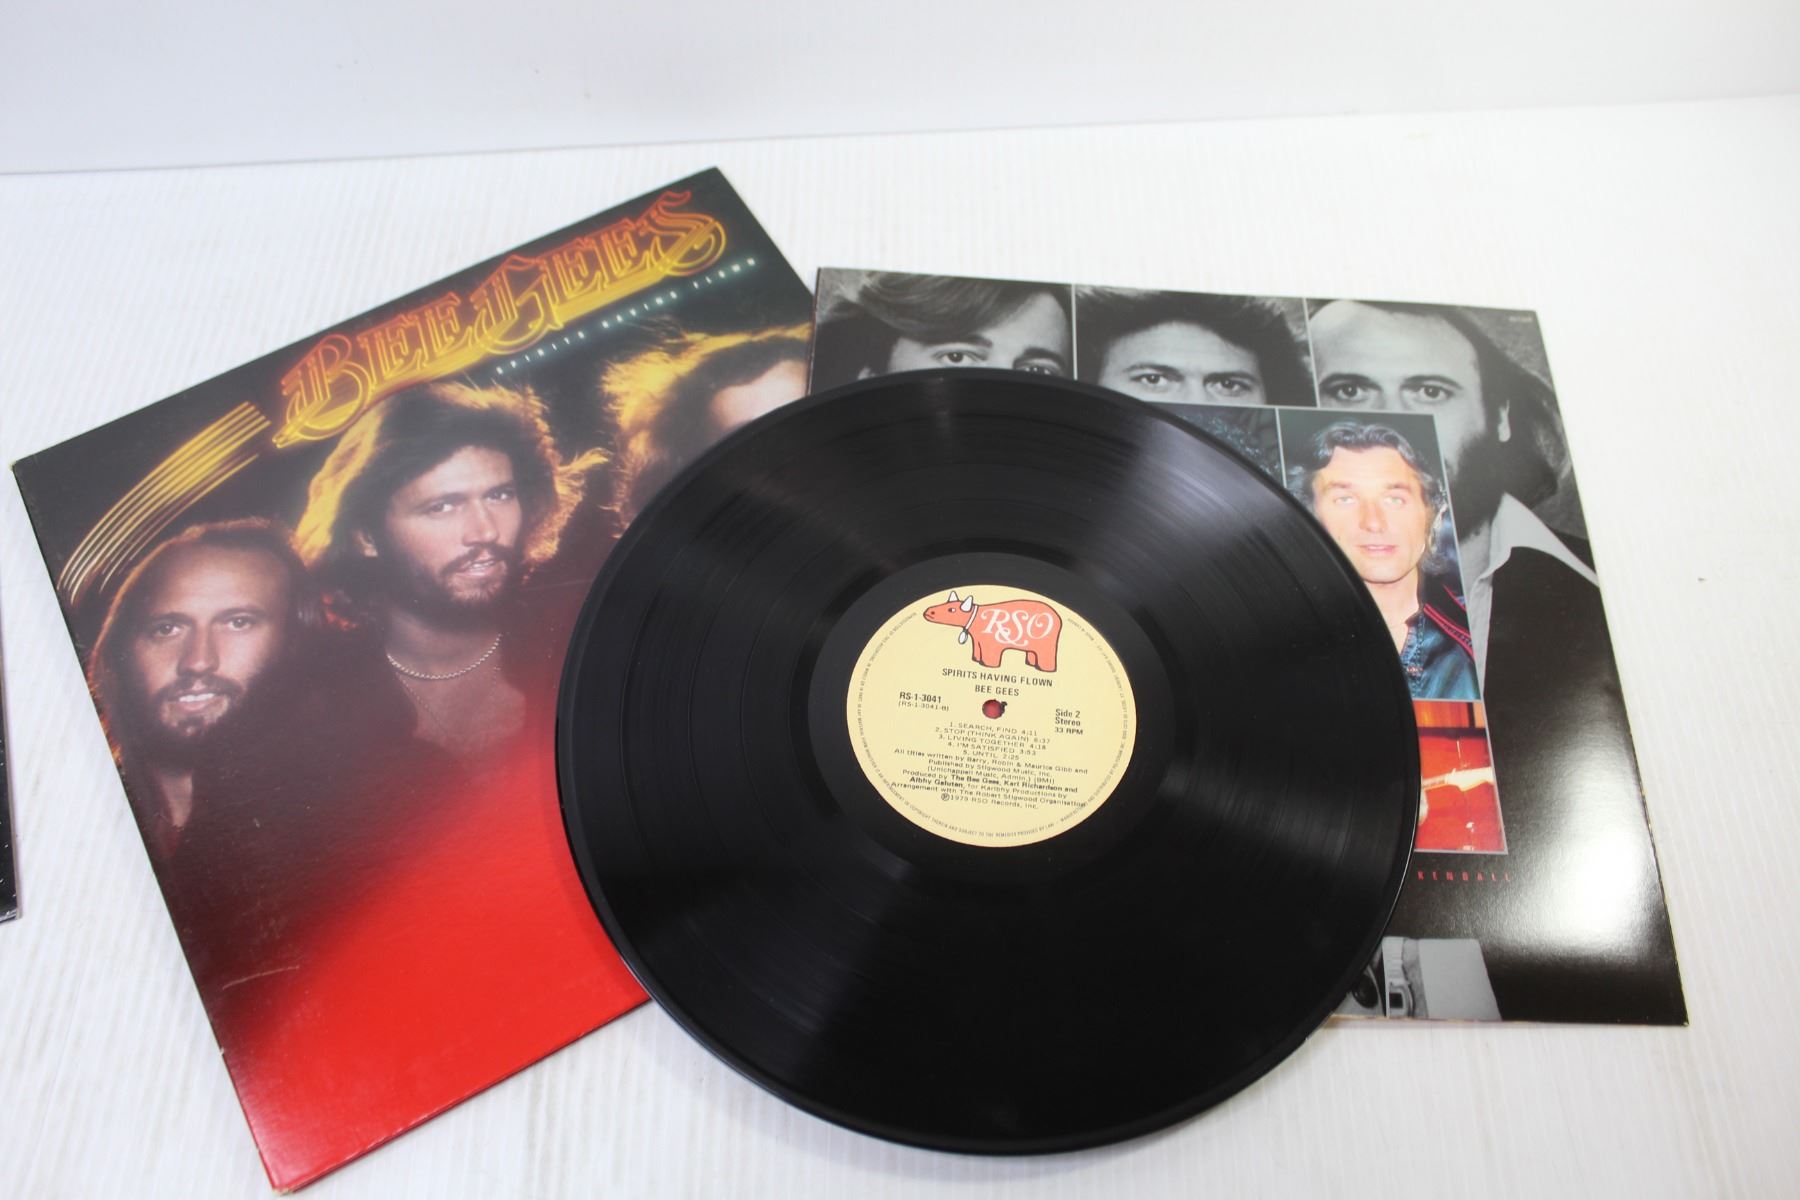 BEE GEES
SPIRITS HAVING FLOWN
RSO
SPIRITS HAVING FLOWN
BEE GEES
RS-1-3041
(RS-1-3041-B)
Side 2
Stereo
33 RPM
1. SEARCH, FIND 4:11
2. STOP (THINK AGAIN) 6:37
3. LIVING TOGETHER 4:18
4. I'M SATISFIED 3:53
5. UNTIL 2:25
All titles written by Barry, Robin & Maurice Gibb and
Published by Stigwood Music, Inc.
(Unichappell Music, Admin.) (BMI)
Produced by The Bee Gees, Karl Richardson and
Albhy Galuten, for Karlbhy Productions by
Arrangement with The Robert Stigwood Organisation
Ⓟ1979 RSO Records, Inc.
KENDALL